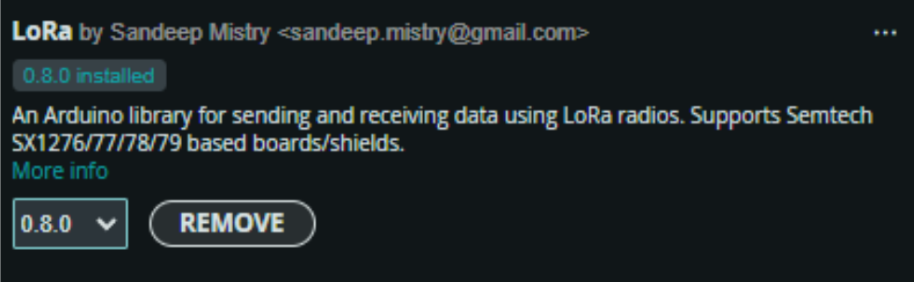 LoRa by Sandeep Mistry <sandeep.mistry@gmail.com>
0.8.0 installed
An Arduino library for sending and receiving data using LoRa radios. Supports Semtech
SX1276/77/78/79 based boards/shields.
More info
0.8.0 REMOVE